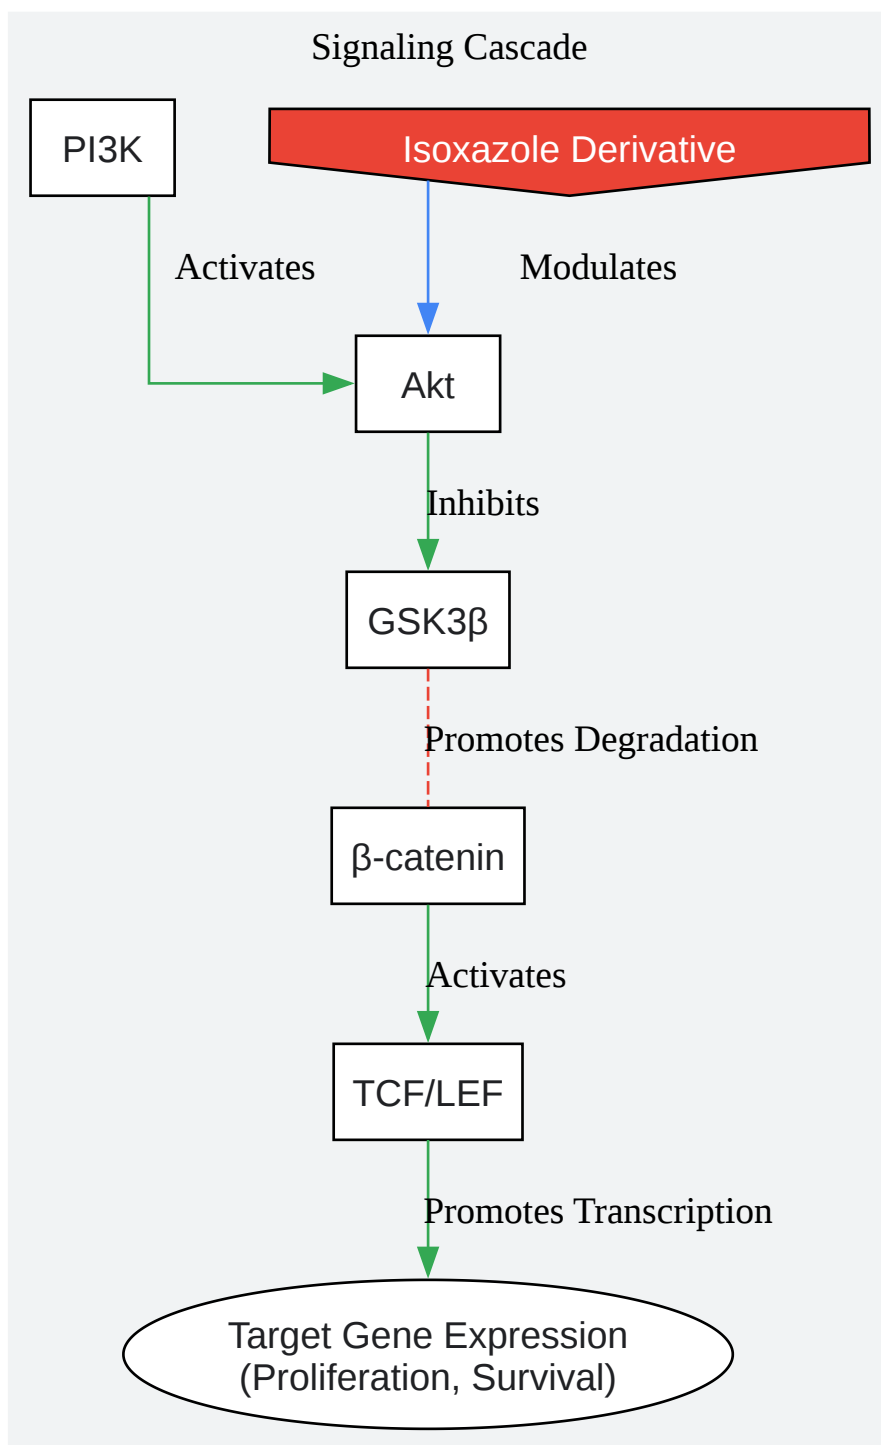 Signaling Cascade
PI3K
Isoxazole Derivative
Activates
Modulates
Akt
Inhibits
GSK3β
Promotes Degradation
β-catenin
Activates
TCF/LEF
Promotes Transcription
Target Gene Expression
(Proliferation, Survival)